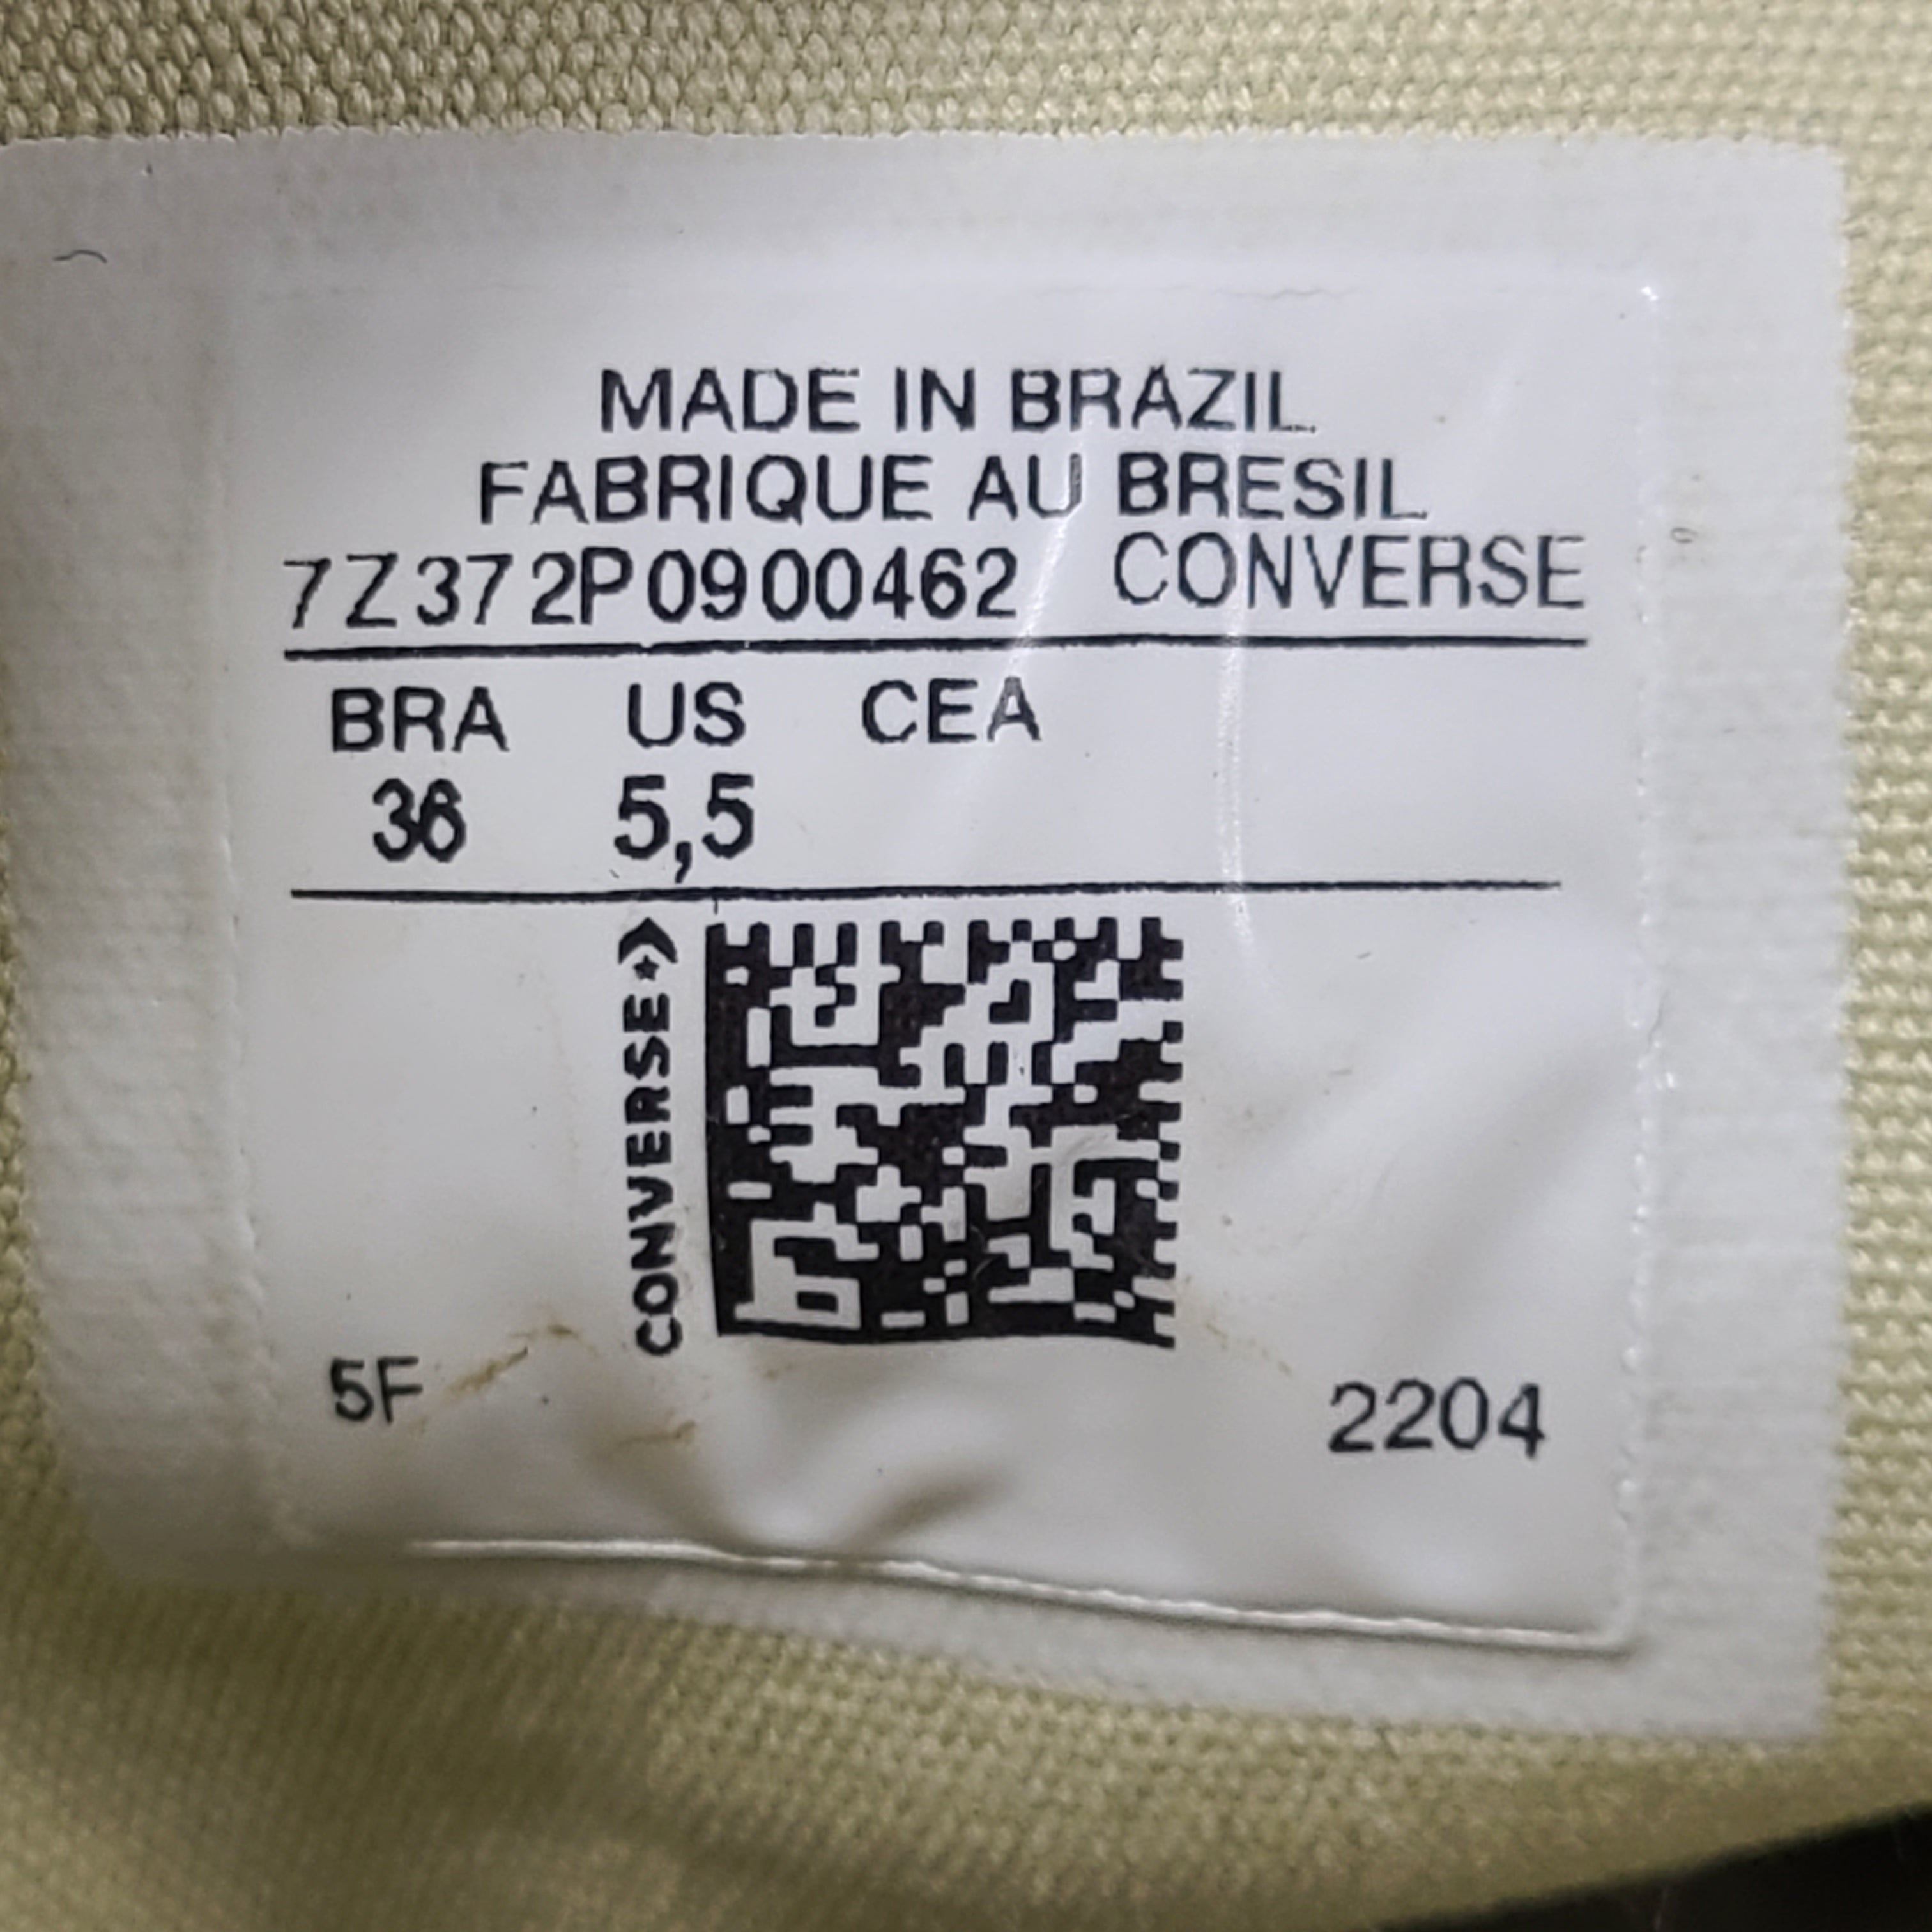 MADE IN BRAZIL
FABRIQUE AU BRESIL
7Z372P0900462 CONVERSE
BRA US CEA
36 5,5
CONVERSE
5F 2204